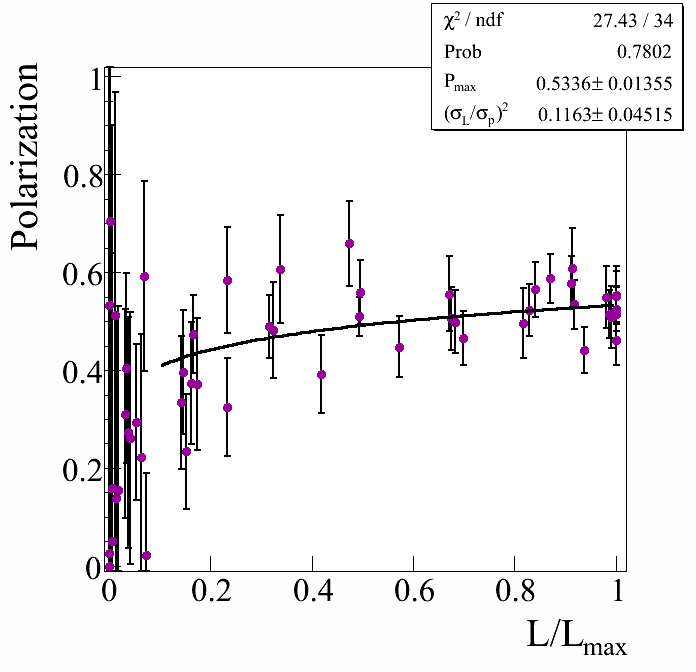 χ² / ndf 27.43 / 34
Prob 0.7802
P_max 0.5336± 0.01355
(σ_L/σ_p)² 0.1163± 0.04515
Polarization
1
0.8
0.6
0.4
0.2
0
0 0.2 0.4 0.6 0.8 1
L/L_max